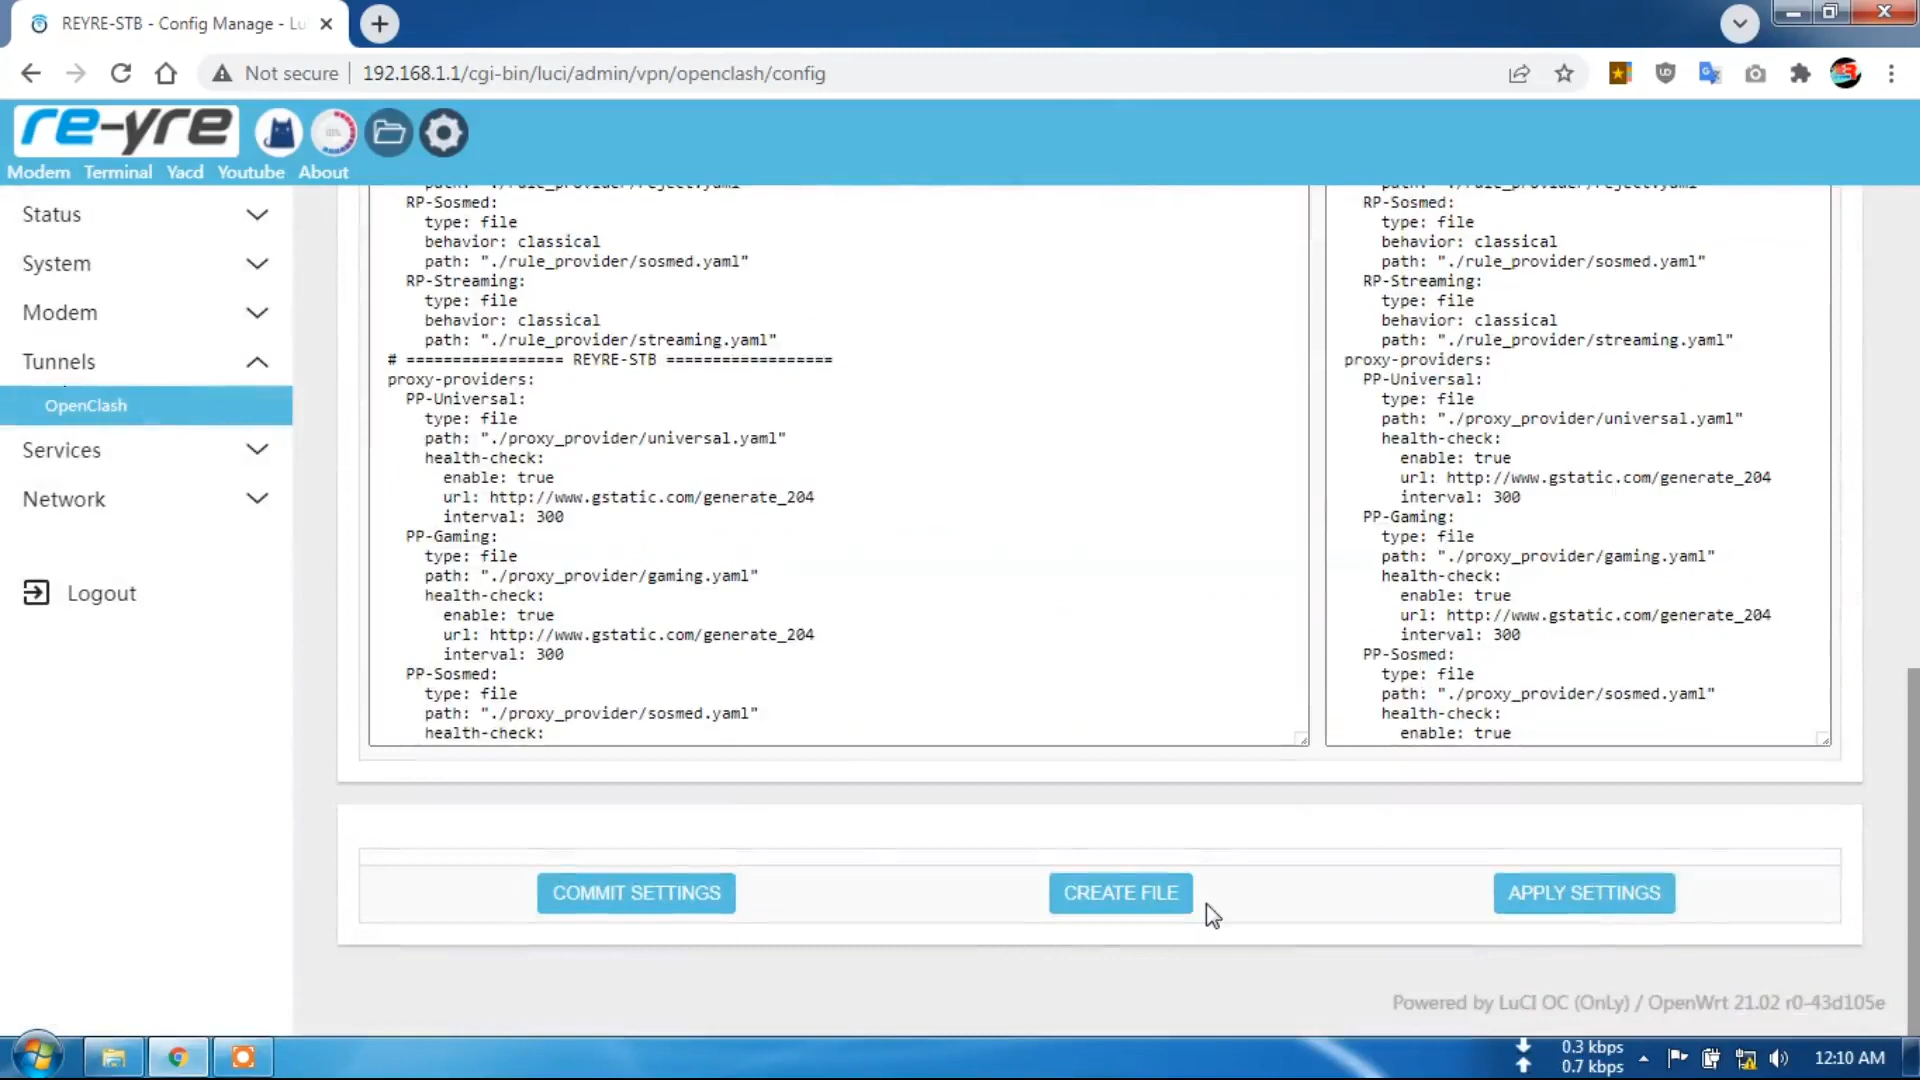 REYRE-STB - Config Manage - Lu
Not secure
192.168.1.1/cgi-bin/luci/admin/vpn/openclash/config
re-yre
Modem Terminal Yacd Youtube About
Status
System
Modem
Tunnels
OpenClash
Services
Network
Logout
path: "./rule_provider/reject.yaml"
RP-Sosmed:
type: file
behavior: classical
path: "./rule_provider/sosmed.yaml"
RP-Streaming:
type: file
behavior: classical
path: "./rule_provider/streaming.yaml"
# ================= REYRE-STB ==================
proxy-providers:
PP-Universal:
type: file
path: "./proxy_provider/universal.yaml"
health-check:
enable: true
url: http://www.gstatic.com/generate_204
interval: 300
PP-Gaming:
type: file
path: "./proxy_provider/gaming.yaml"
health-check:
enable: true
url: http://www.gstatic.com/generate_204
interval: 300
PP-Sosmed:
type: file
path: "./proxy_provider/sosmed.yaml"
health-check:
path: "./rule_provider/reject.yaml"
RP-Sosmed:
type: file
behavior: classical
path: "./rule_provider/sosmed.yaml"
RP-Streaming:
type: file
behavior: classical
path: "./rule_provider/streaming.yaml"
proxy-providers:
PP-Universal:
type: file
path: "./proxy_provider/universal.yaml"
health-check:
enable: true
url: http://www.gstatic.com/generate_204
interval: 300
PP-Gaming:
type: file
path: "./proxy_provider/gaming.yaml"
health-check:
enable: true
url: http://www.gstatic.com/generate_204
interval: 300
PP-Sosmed:
type: file
path: "./proxy_provider/sosmed.yaml"
health-check:
enable: true
COMMIT SETTINGS
CREATE FILE
APPLY SETTINGS
Powered by LuCI OC (OnLy) / OpenWrt 21.02 r0-43d105e
0.3 kbps
0.7 kbps
12:10 AM